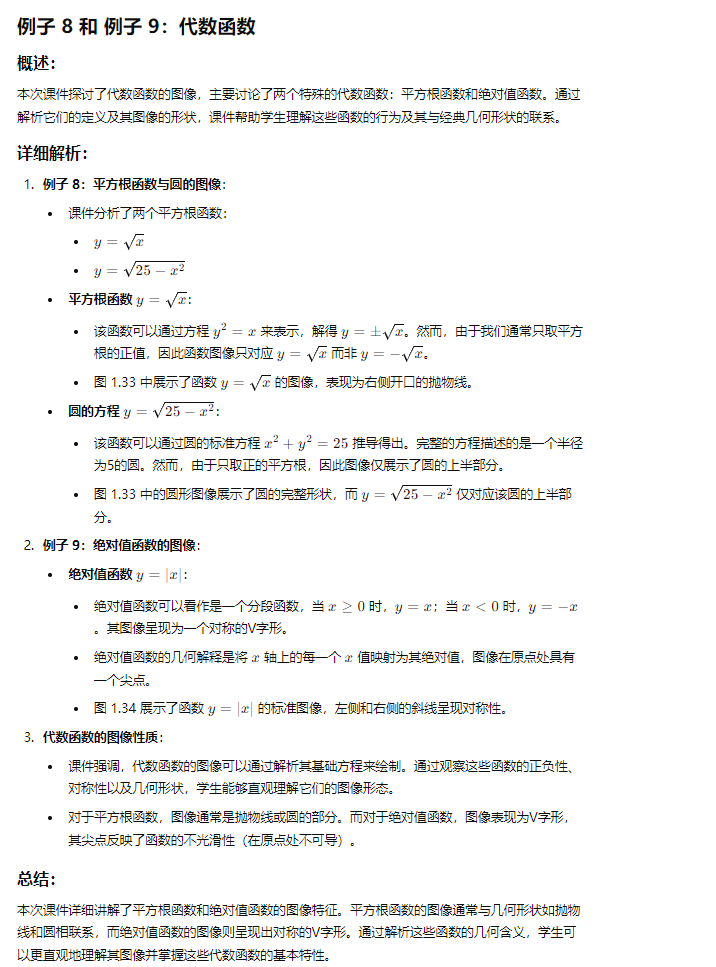 例子 8 和 例子 9：代数函数
概述：
本次课件探讨了代数函数的图像，主要讨论了两个特殊的代数函数：平方根函数和绝对值函数。通过
解析它们的定义及其图像的形状，课件帮助学生理解这些函数的行为及其与经典几何形状的联系。
详细解析：
1. 例子 8：平方根函数与圆的图像：
• 课件分析了两个平方根函数：
• y = √x
• y = √(25 − x²)
• 平方根函数 y = √x：
• 该函数可以通过方程 y² = x 来表示，解得 y = ±√x。然而，由于我们通常只取平方
根的正值，因此函数图像只对应 y = √x 而非 y = −√x。
• 图 1.33 中展示了函数 y = √x 的图像，表现为右侧开口的抛物线。
• 圆的方程 y = √(25 − x²)：
• 该函数可以通过圆的标准方程 x² + y² = 25 推导得出。完整的方程描述的是一个半径
为5的圆。然而，由于只取正的平方根，因此图像仅展示了圆的上半部分。
• 图 1.33 中的圆形图像展示了圆的完整形状，而 y = √(25 − x²) 仅对应该圆的上半部
分。
2. 例子 9：绝对值函数的图像：
• 绝对值函数 y = |x|：
• 绝对值函数可以看作是一个分段函数，当 x ≥ 0 时，y = x；当 x < 0 时，y = −x
。其图像呈现为一个对称的V字形。
• 绝对值函数的几何解释是将 x 轴上的每一个 x 值映射为其绝对值，图像在原点处具有
一个尖点。
• 图 1.34 展示了函数 y = |x| 的标准图像，左侧和右侧的斜线呈现对称性。
3. 代数函数的图像性质：
• 课件强调，代数函数的图像可以通过解析其基础方程来绘制。通过观察这些函数的正负性、
对称性以及几何形状，学生能够直观理解它们的图像形态。
• 对于平方根函数，图像通常是抛物线或圆的部分。而对于绝对值函数，图像表现为V字形，
其尖点反映了函数的不光滑性（在原点处不可导）。
总结：
本次课件详细讲解了平方根函数和绝对值函数的图像特征。平方根函数的图像通常与几何形状如抛物
线和圆相联系，而绝对值函数的图像则呈现出对称的V字形。通过解析这些函数的几何含义，学生可
以更直观地理解其图像并掌握这些代数函数的基本特性。